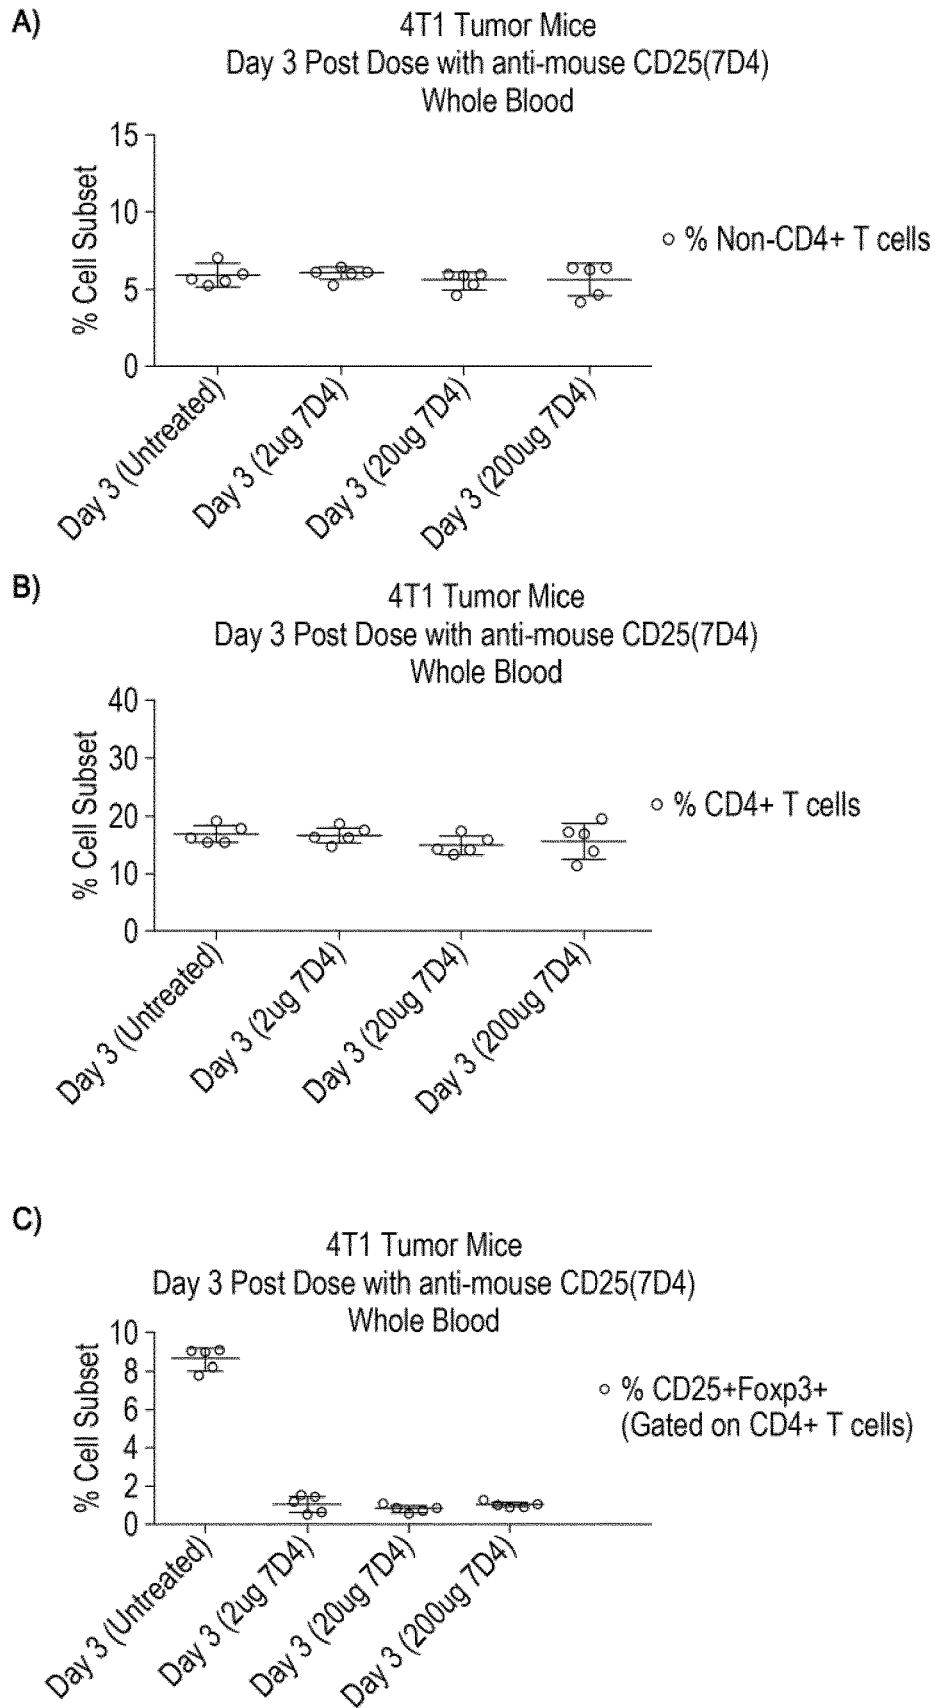 A)
4T1 Tumor Mice
Day 3 Post Dose with anti-mouse CD25(7D4)
Whole Blood
15
10
5
0
% Cell Subset
% Non-CD4+ T cells
Day 3 (Untreated)
Day 3 (2ug 7D4)
Day 3 (20ug 7D4)
Day 3 (200ug 7D4)
B)
4T1 Tumor Mice
Day 3 Post Dose with anti-mouse CD25(7D4)
Whole Blood
40
30
20
10
0
% Cell Subset
% CD4+ T cells
Day 3 (Untreated)
Day 3 (2ug 7D4)
Day 3 (20ug 7D4)
Day 3 (200ug 7D4)
C)
4T1 Tumor Mice
Day 3 Post Dose with anti-mouse CD25(7D4)
Whole Blood
10
8
6
4
2
0
% Cell Subset
% CD25+Foxp3+
(Gated on CD4+ T cells)
Day 3 (Untreated)
Day 3 (2ug 7D4)
Day 3 (20ug 7D4)
Day 3 (200ug 7D4)